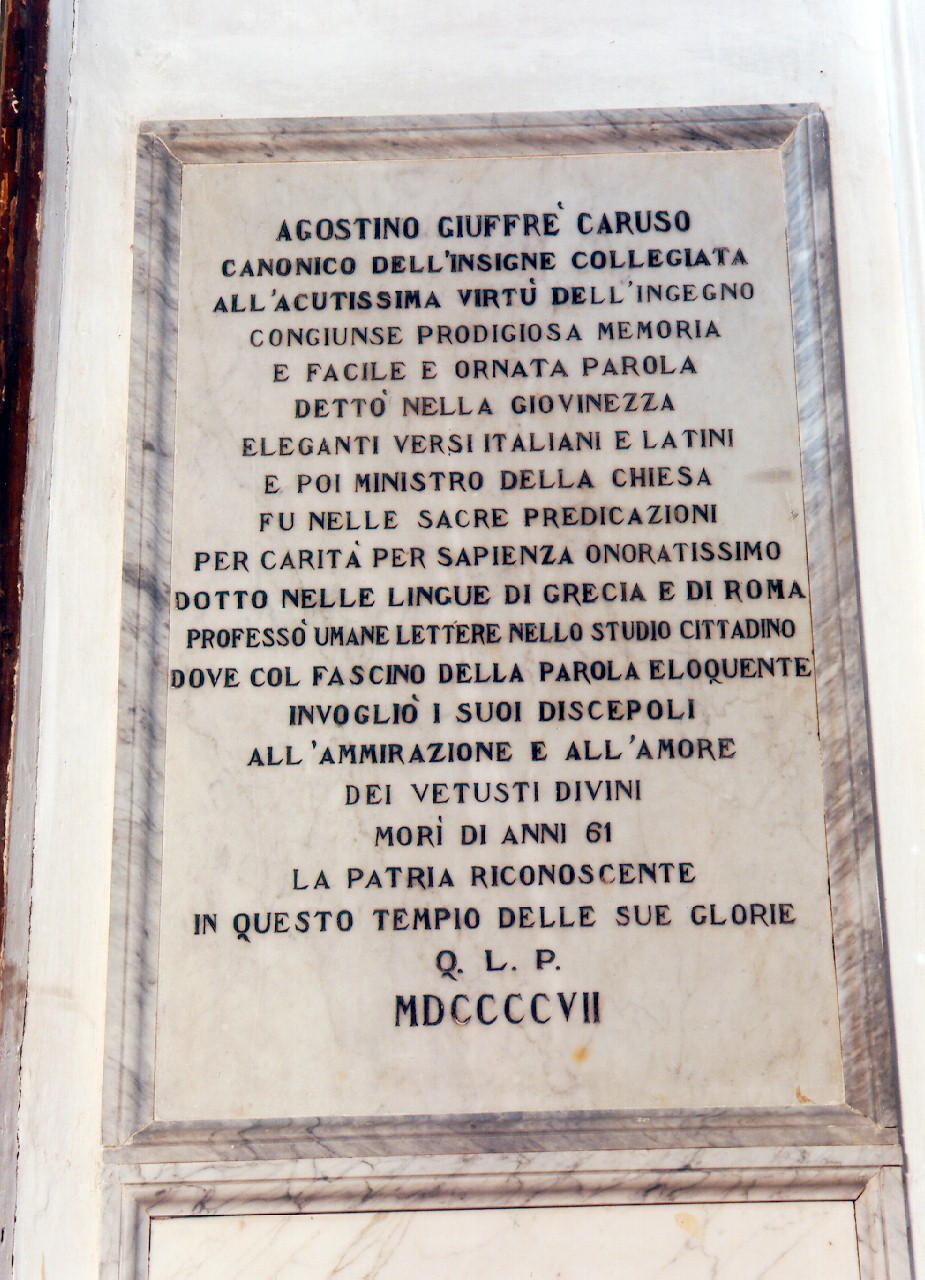 AGOSTINO GIUFFRÈ CARUSO
CANONICO DELL'INSIGNE COLLEGIATA
ALL'ACUTISSIMA VIRTÙ DELL'INGEGNO
CONGIUNSE PRODIGIOSA MEMORIA
E FACILE E ORNATA PAROLA
DETTÒ NELLA GIOVINEZZA
ELEGANTI VERSI ITALIANI E LATINI
E POI MINISTRO DELLA CHIESA
FU NELLE SACRE PREDICAZIONI
PER CARITÀ PER SAPIENZA ONORATISSIMO
DOTTO NELLE LINGUE DI GRECIA E DI ROMA
PROFESSÒ UMANE LETTERE NELLO STUDIO CITTADINO
DOVE COL FASCINO DELLA PAROLA ELOQUENTE
INVOGLIÒ I SUOI DISCEPOLI
ALL'AMMIRAZIONE E ALL'AMORE
DEI VETUSTI DIVINI
MORÌ DI ANNI 61
LA PATRIA RICONOSCENTE
IN QUESTO TEMPIO DELLE SUE GLORIE
Q. L. P.
MDCCCCVII